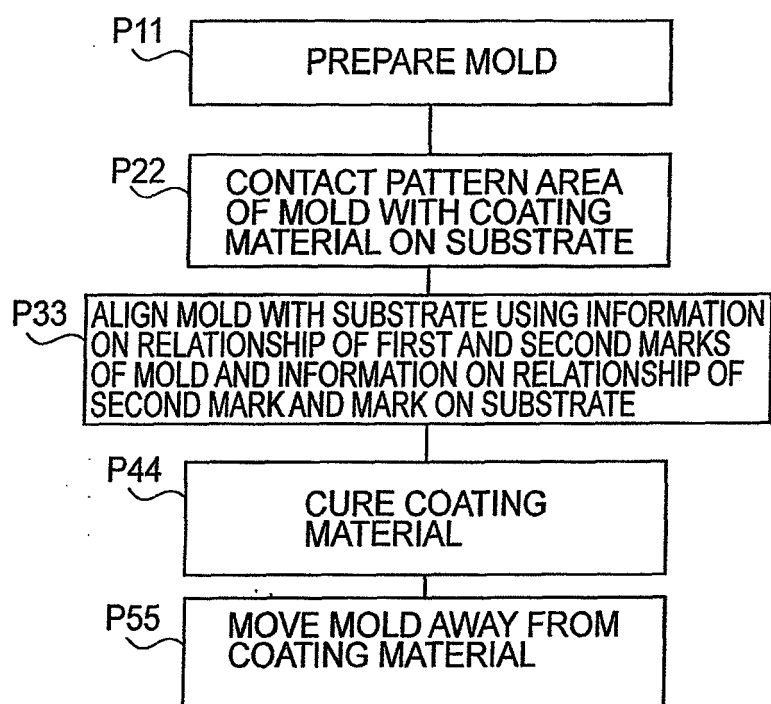 P11
PREPARE MOLD
P22
CONTACT PATTERN AREA
OF MOLD WITH COATING
MATERIAL ON SUBSTRATE
P33
ALIGN MOLD WITH SUBSTRATE USING INFORMATION
ON RELATIONSHIP OF FIRST AND SECOND MARKS
OF MOLD AND INFORMATION ON RELATIONSHIP OF
SECOND MARK AND MARK ON SUBSTRATE
P44
CURE COATING
MATERIAL
P55
MOVE MOLD AWAY FROM
COATING MATERIAL